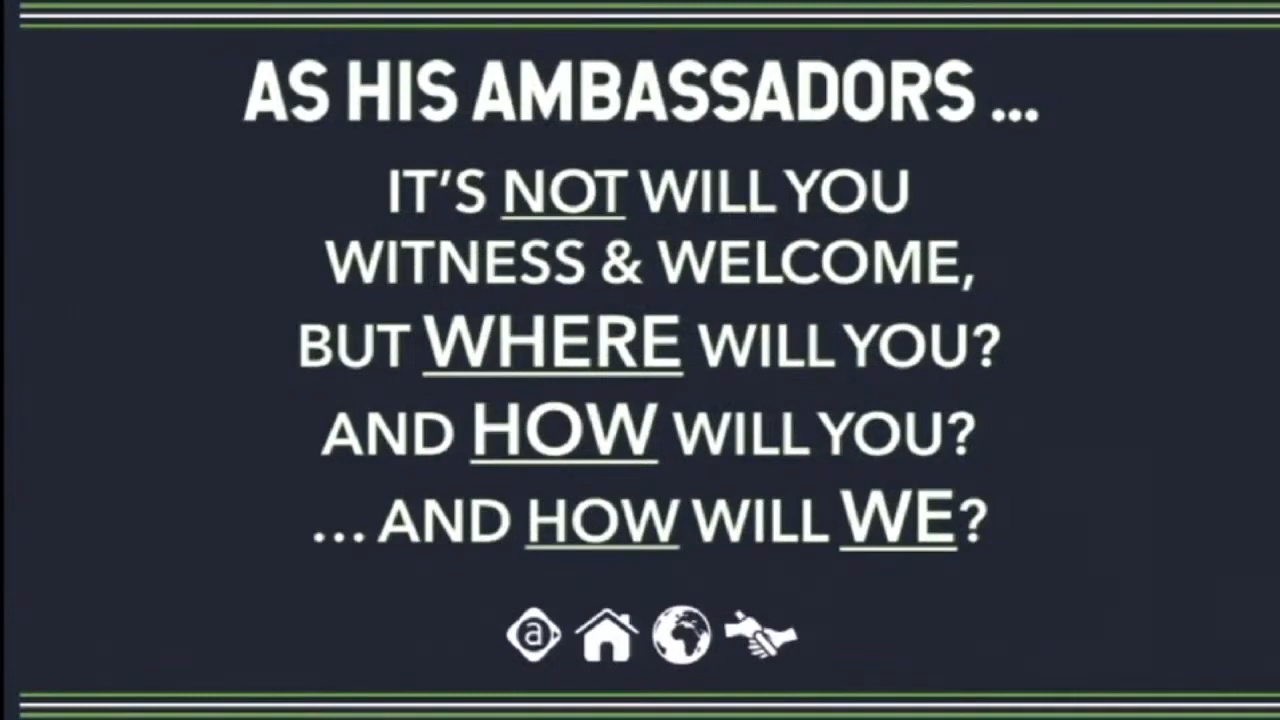 AS HIS AMBASSADORS ...
IT'S NOT WILL YOU
WITNESS & WELCOME,
BUT WHERE WILL YOU?
AND HOW WILL YOU?
... AND HOW WILL WE?
a